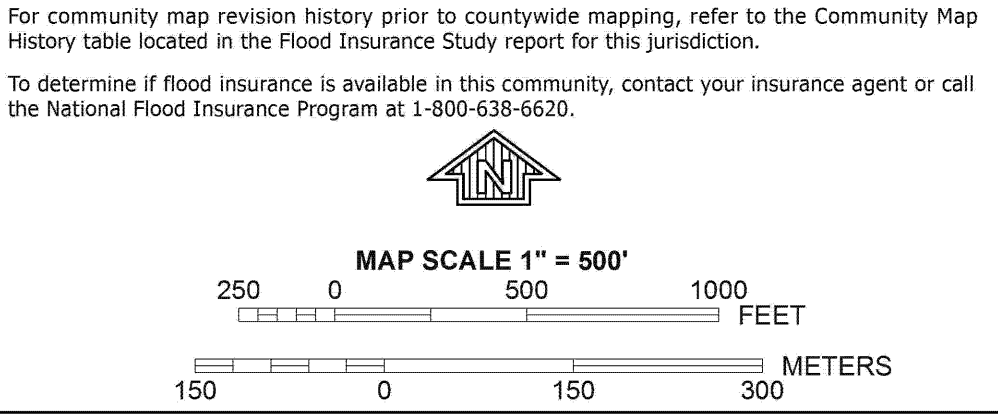 For community map revision history prior to countywide mapping, refer to the Community Map
History table located in the Flood Insurance Study report for this jurisdiction.
To determine if flood insurance is available in this community, contact your insurance agent or call
the National Flood Insurance Program at 1-800-638-6620.
N
MAP SCALE 1" = 500'
250 0 500 1000
FEET
METERS
150 0 150 300